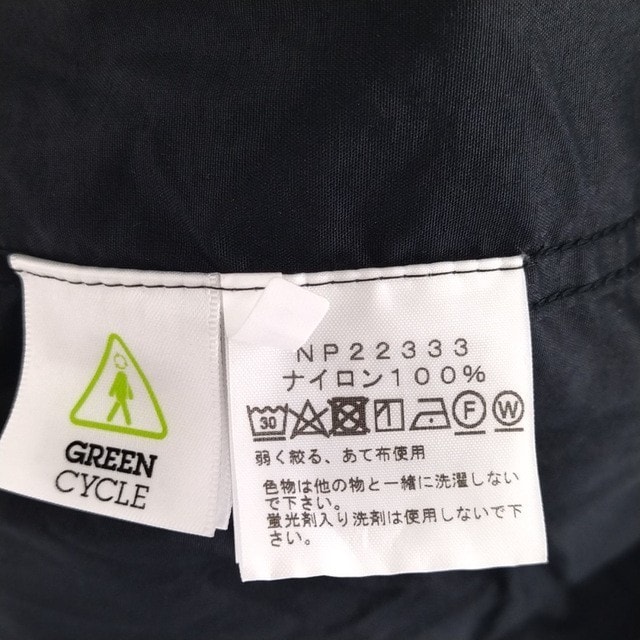 GREEN
CYCLE
NP22333
ナイロン100%
30 F W
弱く絞る、あて布使用
色物は他の物と一緒に洗濯しない
で下さい。
蛍光剤入り洗剤は使用しないで下
さい。